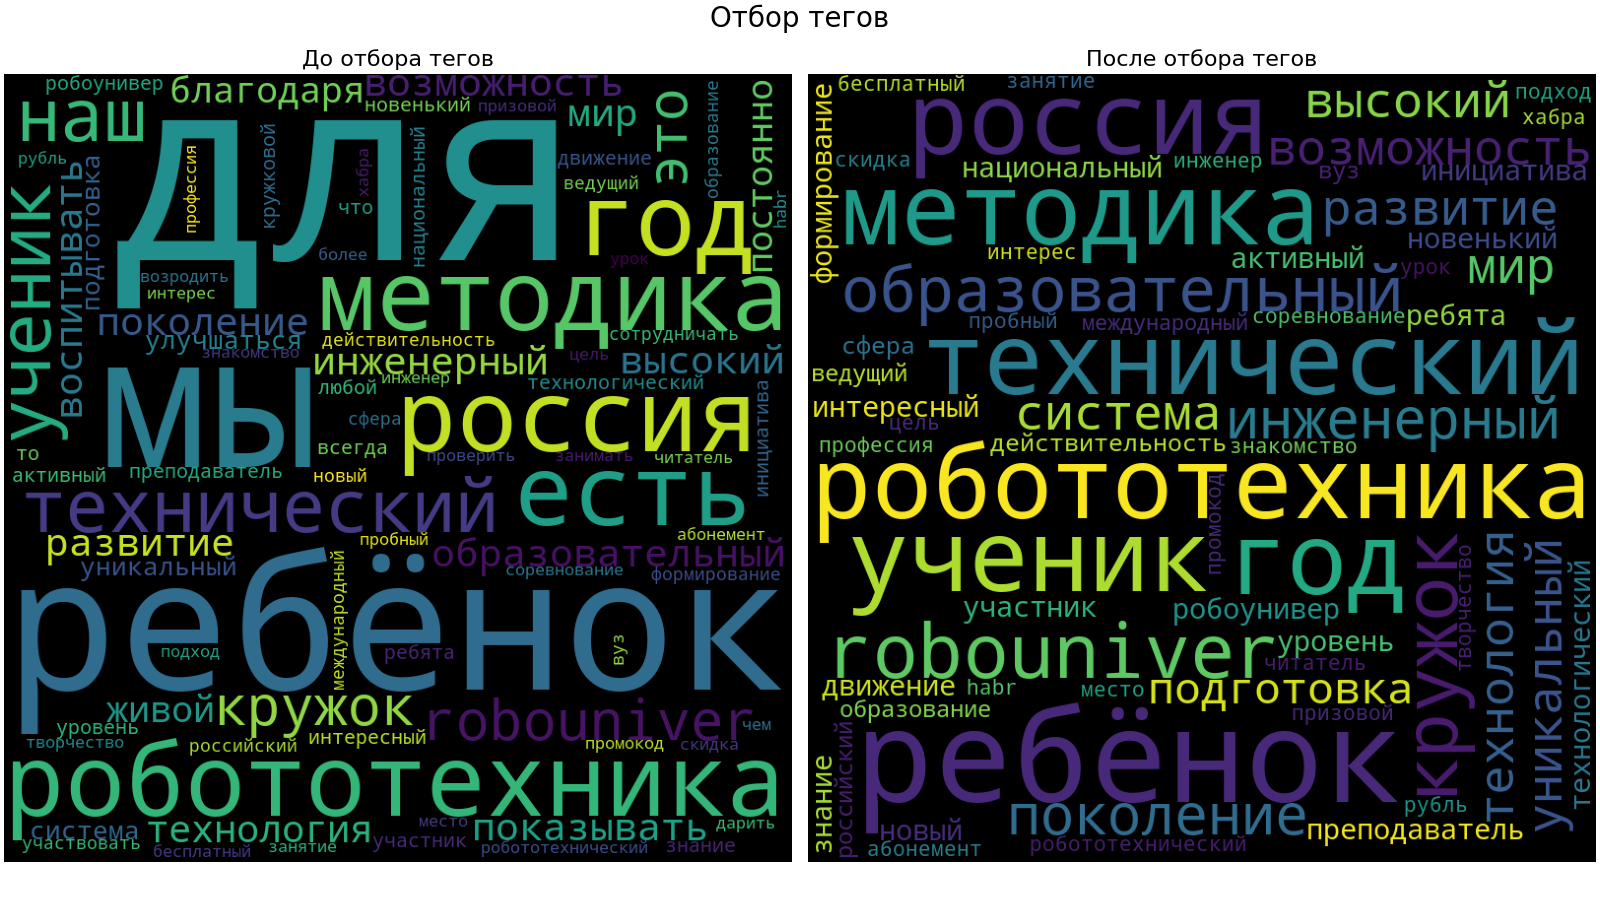 Отбор тегов
До отбора тегов
робоунивер
благодаря
возможность
наш
новенький
призовой
мир
это
образование
постоянно
для
рубль
подготовка
профессия
кружковой
хабра
национальный
движение
ведущий
habr
что
год
ученик
воспитывать
более
урок
возродить
интерес
методика
поколение
улучшаться
знакомство
действительность
сотрудничать
инженерный
цель
высокий
мы
любой
инженер
технологический
россия
сфера
инициатива
то
всегда
проверить
занимать
читатель
активный
преподаватель
новый
технический
есть
развитие
пробный
абонемент
образовательный
уникальный
соревнование
формирование
ребёнок
международный
подход
ребята
вуз
живой
кружок
robouniver
уровень
чем
творчество
российский
интересный
промокод
скидка
робототехника
система
технология
место
показывать
дарить
участвовать
бесплатный
занятие
участник
робототехнический
знание
После отбора тегов
бесплатный
занятие
формирование
россия
высокий
подход
хабра
скидка
национальный
инженер
возможность
вуз
инициатива
методика
развитие
интерес
новенький
активный
урок
мир
образовательный
пробный
международный
соревнование
ребята
сфера
технический
ведущий
интересный
цель
система
инженерный
профессия
действительность
знакомство
робототехника
промокод
ученик
год
кружок
творчество
технология
уникальный
технологический
участник
робоунивер
robouniver
уровень
читатель
движение
habr
место
подготовка
образование
призовой
ребёнок
знание
российский
новый
поколение
рубль
преподаватель
абонемент
робототехнический